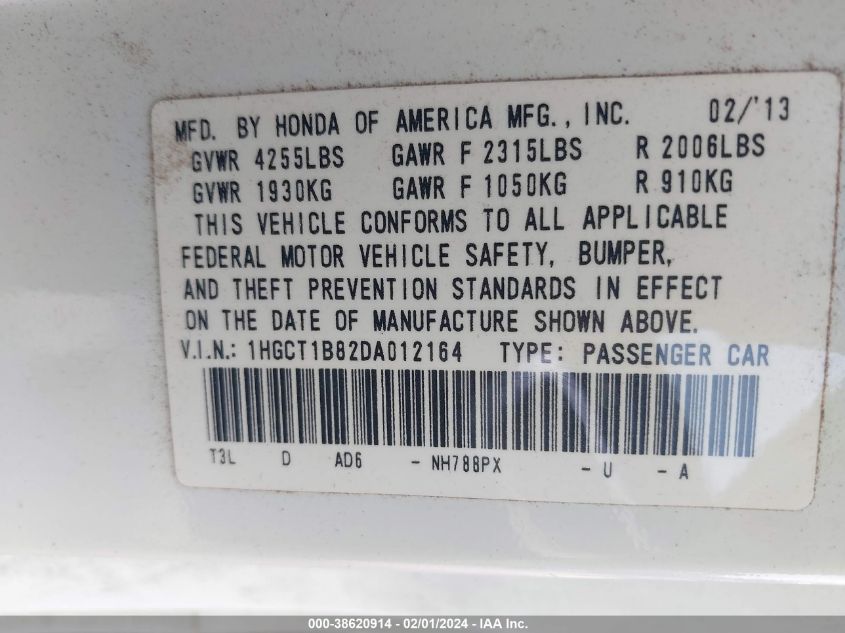 MFD. BY HONDA OF AMERICA MFG., INC. 02/'13
GVWR 4255LBS GAWR F 2315LBS R 2006LBS
GVWR 1930KG GAWR F 1050KG R 910KG
THIS VEHICLE CONFORMS TO ALL APPLICABLE
FEDERAL MOTOR VEHICLE SAFETY, BUMPER,
AND THEFT PREVENTION STANDARDS IN EFFECT
ON THE DATE OF MANUFACTURE SHOWN ABOVE.
V.I.N.: 1HGCT1B82DA012164 TYPE: PASSENGER CAR
T3L D AD6 - NH788PX - U - A
000-38620914 - 02/01/2024 - IAA Inc.